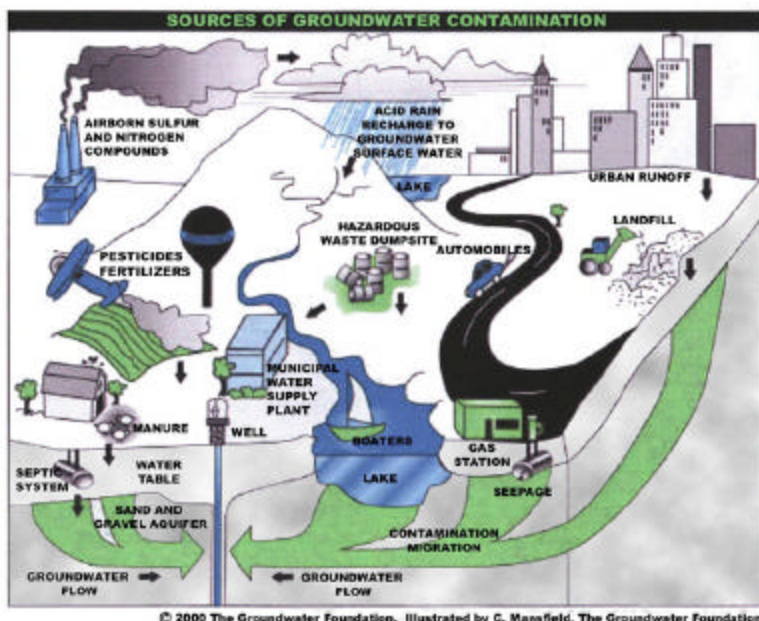 SOURCES OF GROUNDWATER CONTAMINATION
AIRBORN SULFUR
AND NITROGEN
COMPOUNDS
ACID RAIN
RECHARGE TO
GROUNDWATER
SURFACE WATER
LAKE
URBAN RUNOFF
LANDFILL
HAZARDOUS
WASTE DUMPSITE
AUTOMOBILES
PESTICIDES
FERTILIZERS
MUNICIPAL
WATER
SUPPLY
PLANT
MANURE
WELL
BOATERS
GAS
STATION
SEPTIC
SYSTEM
WATER
TABLE
LAKE
SEEPAGE
SAND AND
GRAVEL AQUIFER
CONTAMINATION
MIGRATION
GROUNDWATER
FLOW
GROUNDWATER
FLOW
© 2000 The Groundwater Foundation. Illustrated by C. Mansfield, The Groundwater Foundation